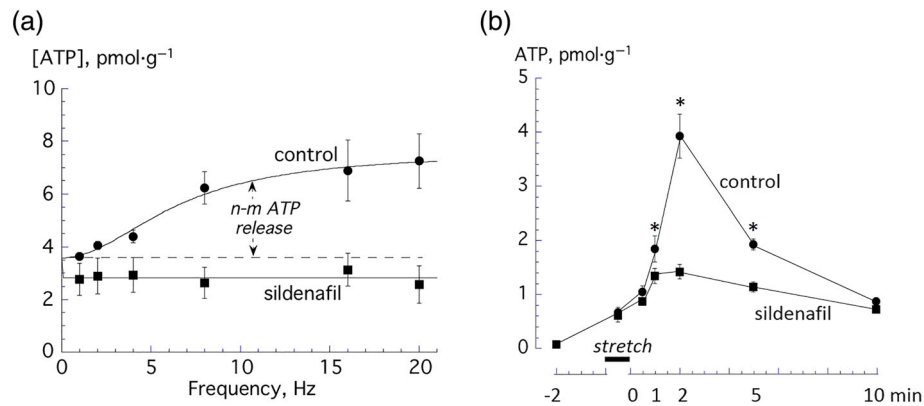 (a)
[ATP], pmol·g⁻¹
10
8
6
4
2
0
control
n-m ATP
release
sildenafil
0 5 10 15 20
Frequency, Hz
(b)
ATP, pmol·g⁻¹
5
4
3
2
1
0
*
*
*
control
sildenafil
stretch
-2 0 1 2 5 10 min